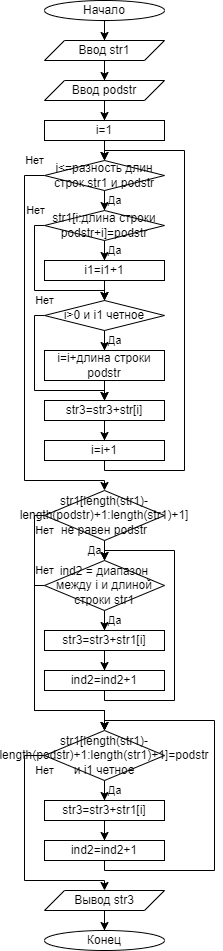 Начало
Ввод str1
Ввод podstr
i=1
Нет
i<=разность длин
строк str1 и podstr
Да
Нет
str1[i:длина строки
podstr+i]=podstr
Да
i1=i1+1
Нет
i>0 и i1 четное
Да
i=i+длина строки
podstr
str3=str3+str[i]
i=i+1
str1[length(str1)-
length(podstr)+1:length(str1)+1]
не равен podstr
Нет
Да
Нет
ind2 = диапазон
между i и длиной
строки str1
Да
str3=str3+str1[i]
ind2=ind2+1
str1[length(str1)-
length(podstr)+1:length(str1)+1]=podstr
и i1 четное
Нет
Да
str3=str3+str1[i]
ind2=ind2+1
Вывод str3
Конец